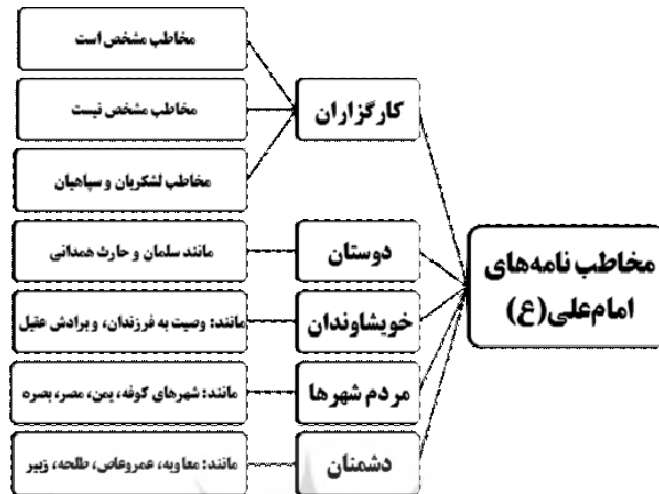 مخاطب نامه‌های
امام‌علی(ع)
کارگزاران
مخاطب مشخص است
مخاطب مشخص نیست
مخاطب لشکریان و سپاهیان
دوستان
مانند سلمان و حارث همدانی
خویشاوندان
مانند: وصیت به فرزندان، و برادش عقیل
مردم شهرها
مانند: شهرهای کوفه، یمن، مصر، بصره
دشمنان
مانند: معاویه، عمروعاص، طلحه، زبیر